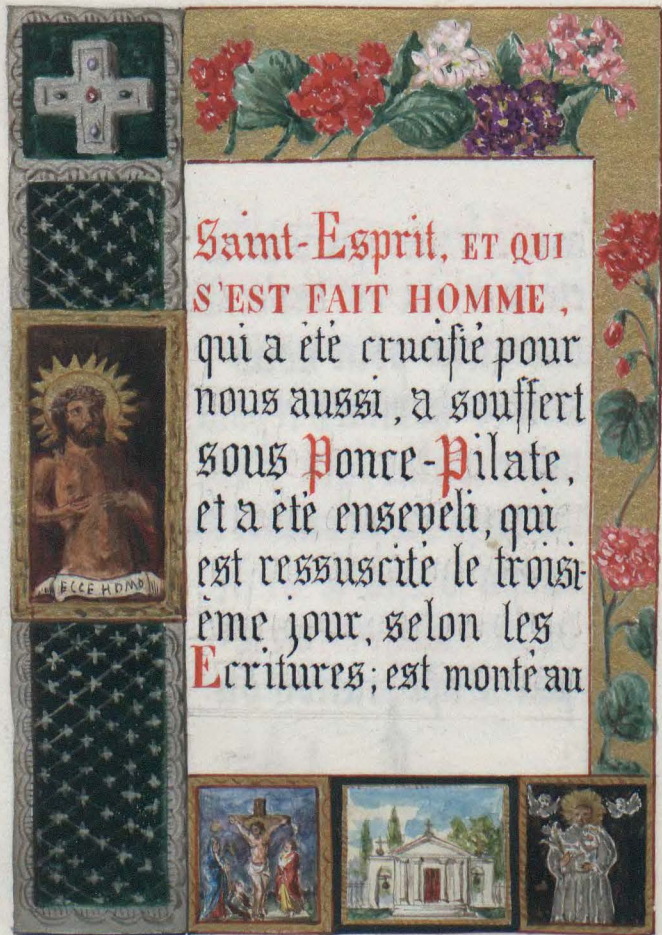 Saint-Esprit, ET QUI
S'EST FAIT HOMME,
qui a été crucifié pour
nous aussi, a souffert
sous Ponce-Pilate,
et a été enseveli, qui
est ressuscité le troisi-
ème jour, selon les
Ecritures; est monté au
ECCE HOMO